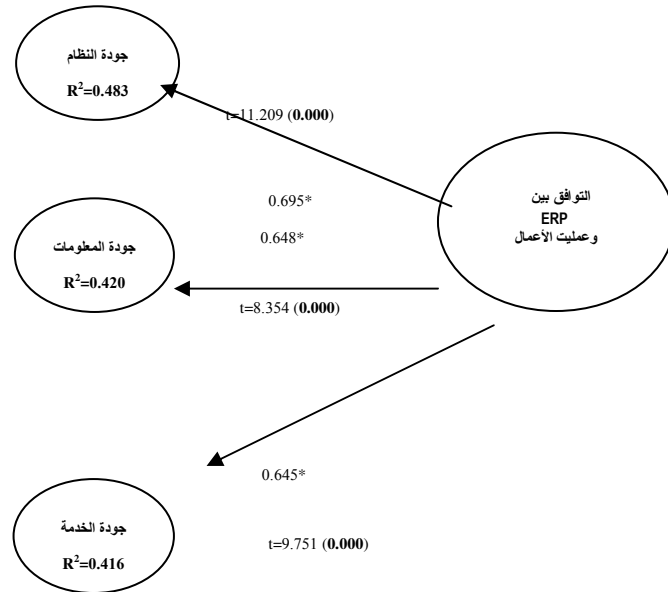 جودة النظام
R²=0.483
t=11.209 (0.000)
التوافق بين
ERP
وعمليت الأعمال
0.695*
0.648*
جودة المعلومات
R²=0.420
t=8.354 (0.000)
0.645*
جودة الخدمة
R²=0.416
t=9.751 (0.000)